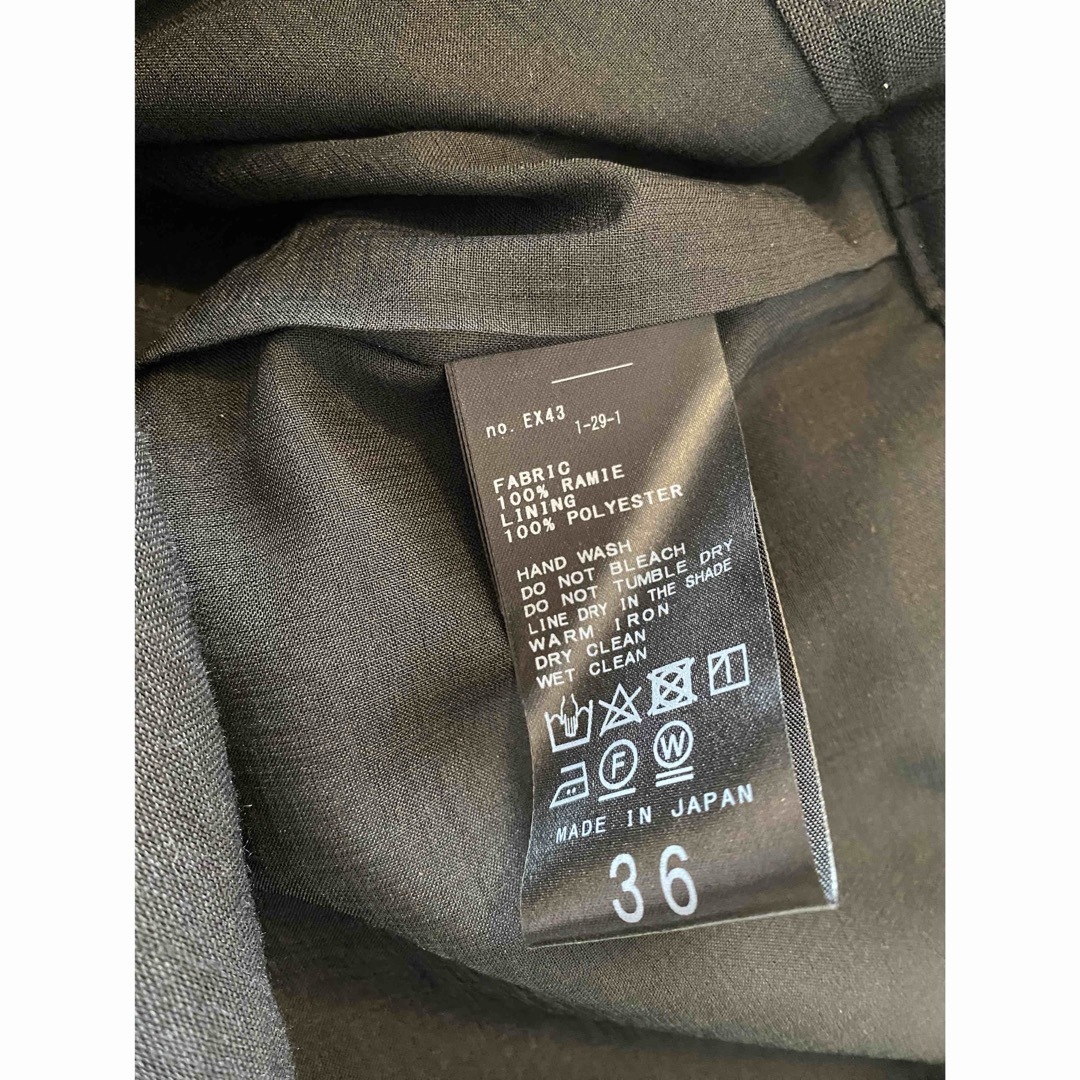 no. EX43
1-29-1
FABRIC
100% RAMIE
LINING
100% POLYESTER
HAND WASH
DO NOT BLEACH
DO NOT TUMBLE DRY
LINE DRY IN THE SHADE
WARM IRON
DRY CLEAN
WET CLEAN
F W
MADE IN JAPAN
36